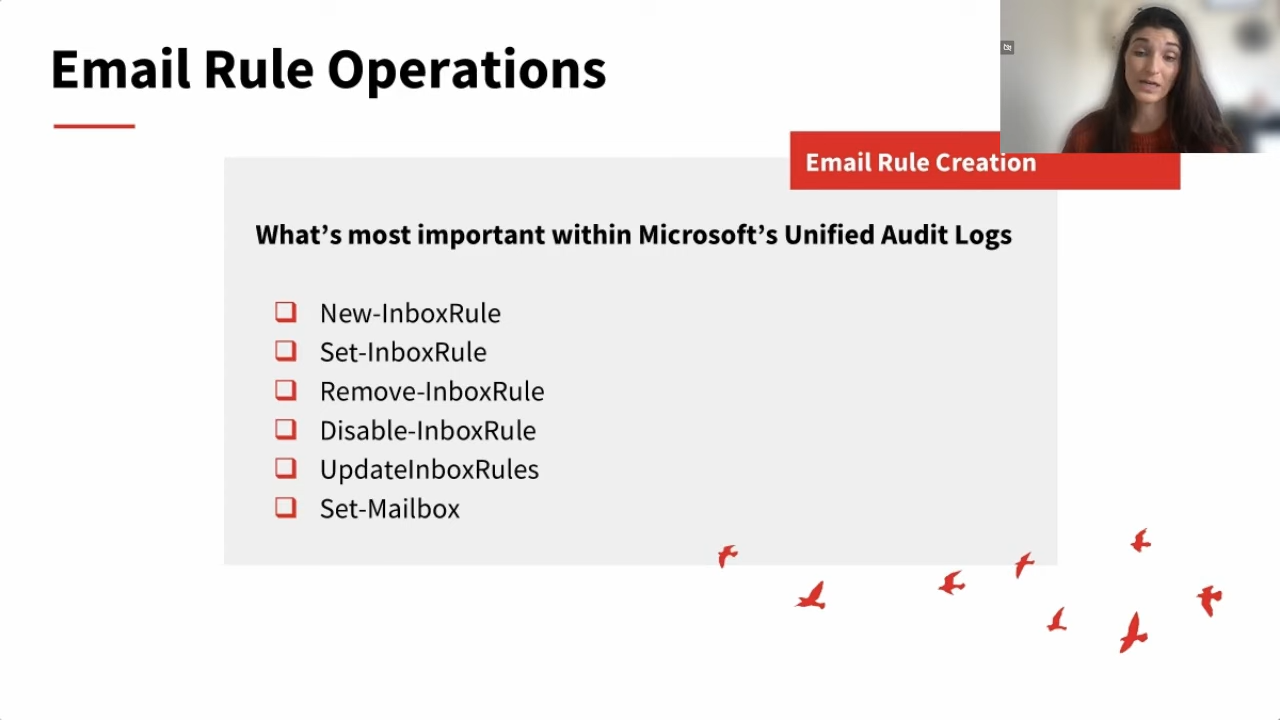 Email Rule Operations
Email Rule Creation
What’s most important within Microsoft’s Unified Audit Logs
❑ New-InboxRule
❑ Set-InboxRule
❑ Remove-InboxRule
❑ Disable-InboxRule
❑ UpdateInboxRules
❑ Set-Mailbox